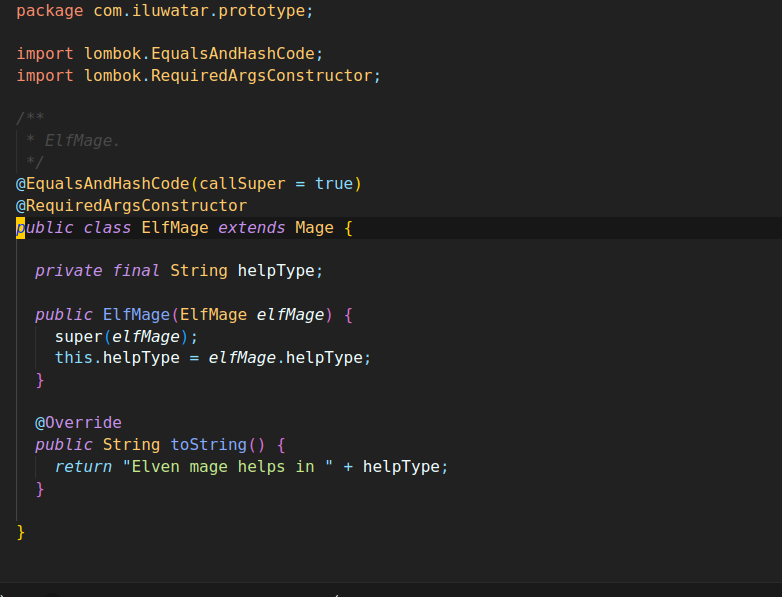 package com.iluwatar.prototype;
import lombok.EqualsAndHashCode;
import lombok.RequiredArgsConstructor;
/**
 * ElfMage.
 */
@EqualsAndHashCode(callSuper = true)
@RequiredArgsConstructor
public class ElfMage extends Mage {
  private final String helpType;
  public ElfMage(ElfMage elfMage) {
    super(elfMage);
    this.helpType = elfMage.helpType;
  }
  @Override
  public String toString() {
    return "Elven mage helps in " + helpType;
  }
}